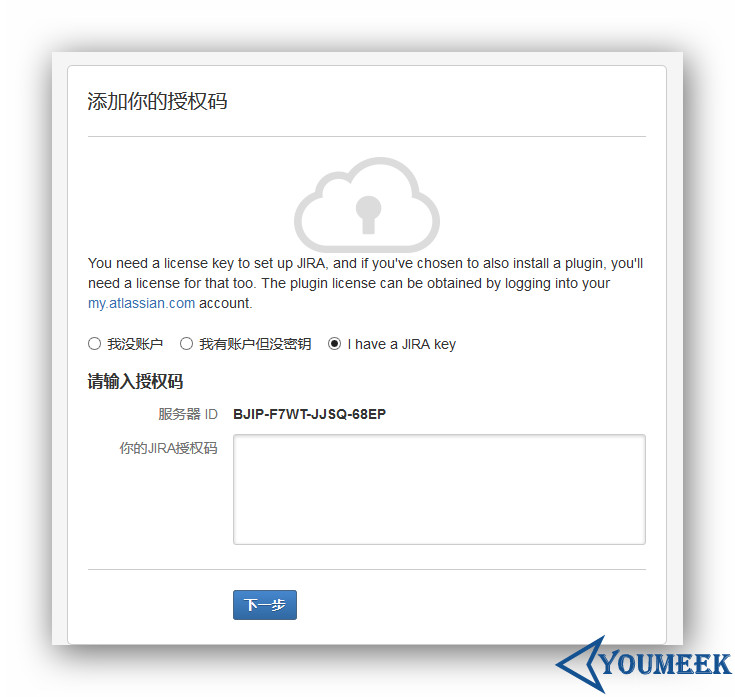 添加你的授权码
You need a license key to set up JIRA, and if you've chosen to also install a plugin, you'll
need a license for that too. The plugin license can be obtained by logging into your
my.atlassian.com account.
我没账户 我有账户但没密钥 I have a JIRA key
请输入授权码
服务器 ID BJIP-F7WT-JJSQ-68EP
你的JIRA授权码
下一步
YOUMEEK